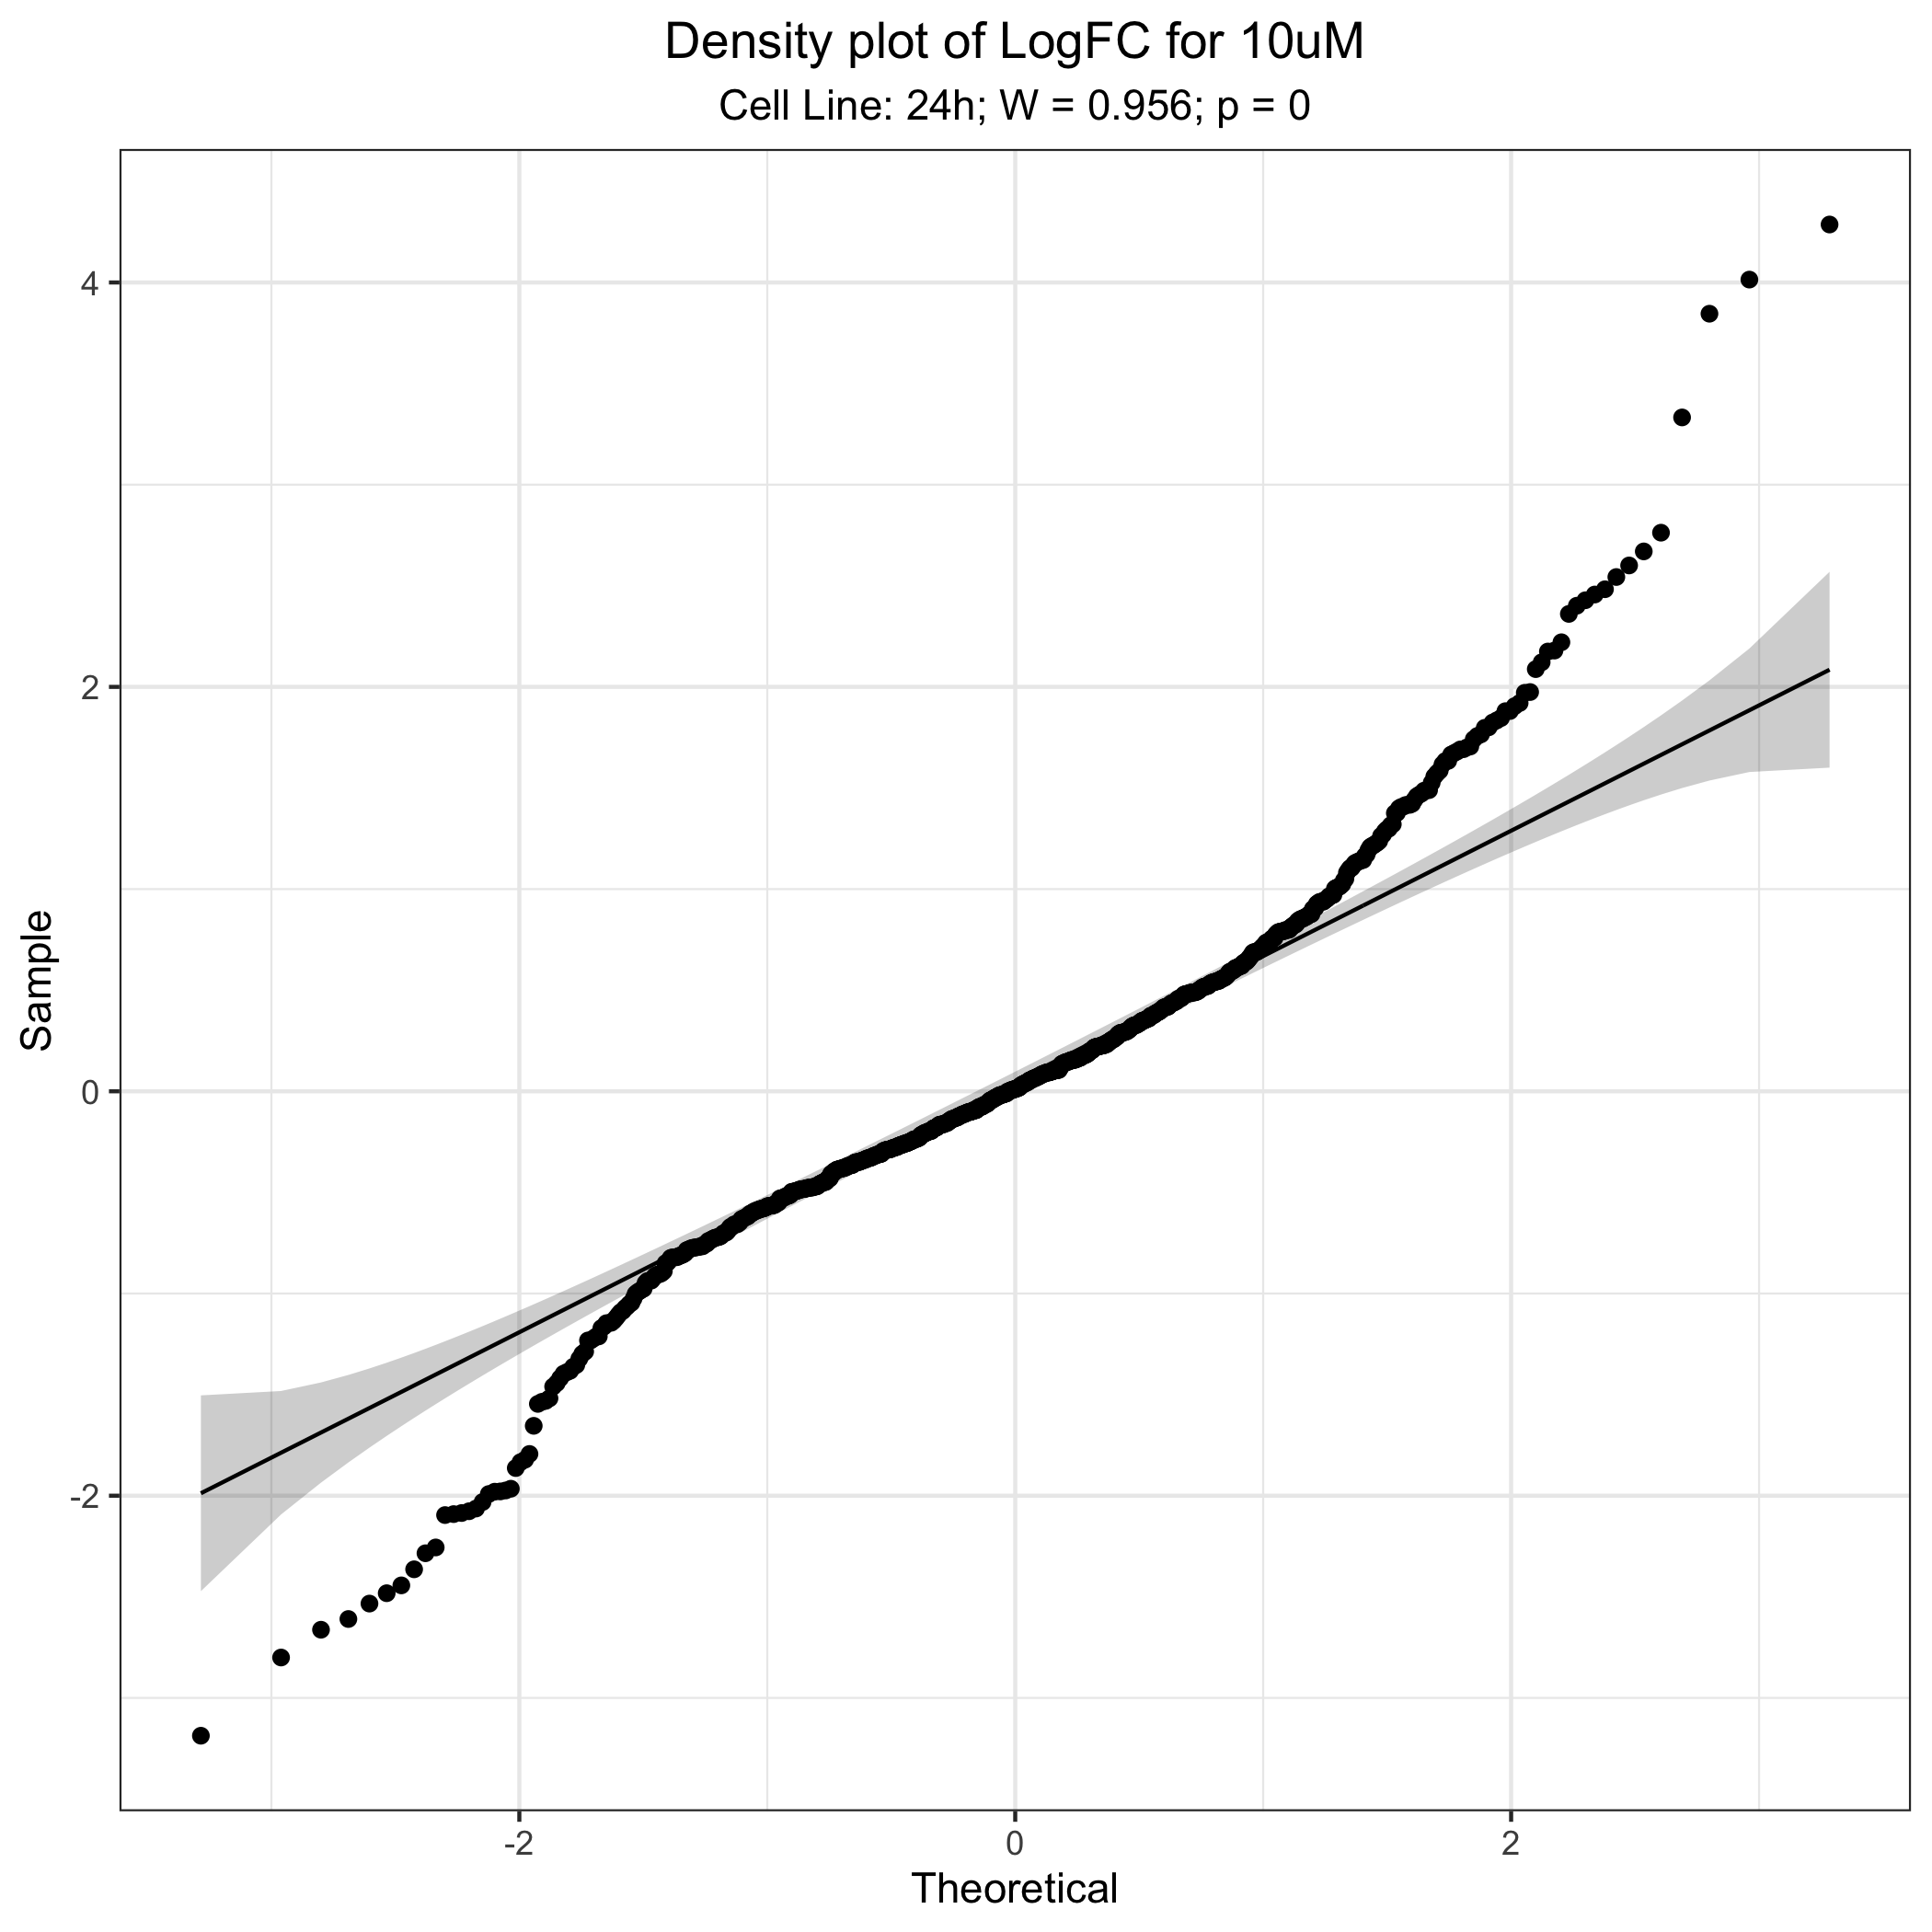 Density plot of LogFC for 10uM
Cell Line: 24h; W = 0.956; p = 0
Sample
4
2
0
-2
-2
0
2
Theoretical